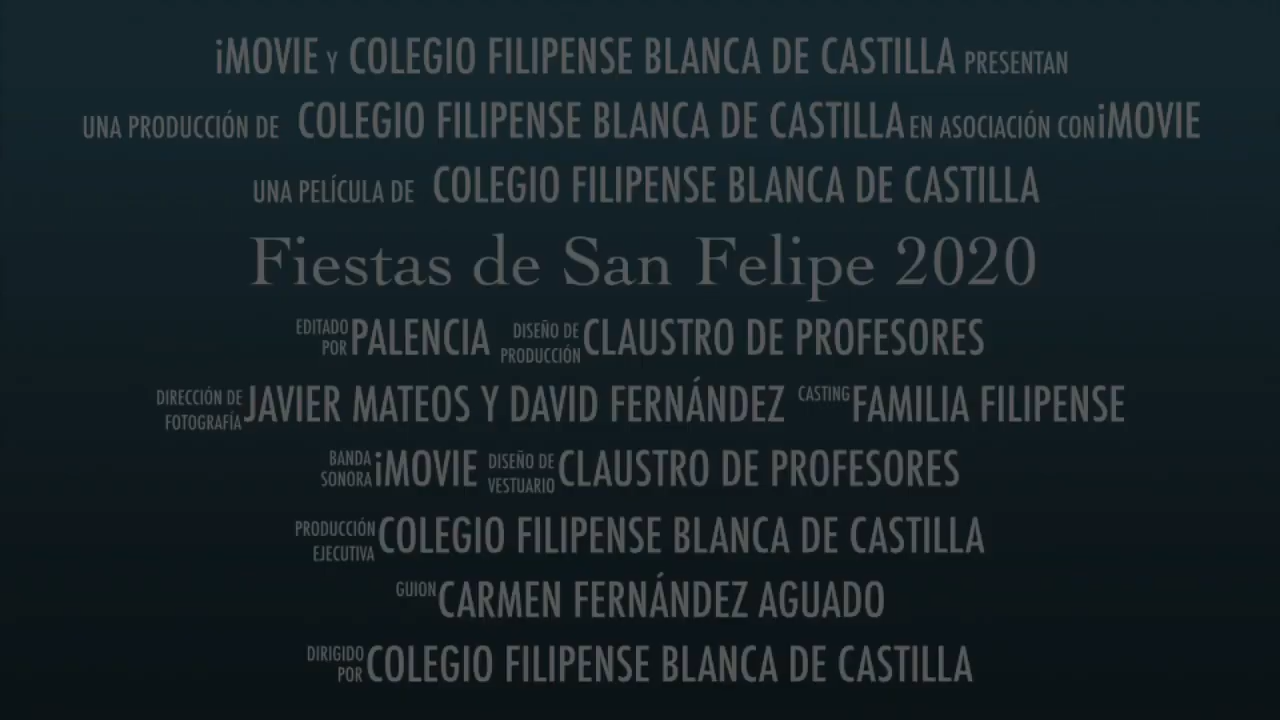 iMOVIE Y COLEGIO FILIPENSE BLANCA DE CASTILLA PRESENTAN
UNA PRODUCCIÓN DE COLEGIO FILIPENSE BLANCA DE CASTILLA EN ASOCIACIÓN CON iMOVIE
UNA PELÍCULA DE COLEGIO FILIPENSE BLANCA DE CASTILLA
Fiestas de San Felipe 2020
EDITADO POR PALENCIA DISEÑO DE PRODUCCIÓN CLAUSTRO DE PROFESORES
DIRECCIÓN DE FOTOGRAFÍA JAVIER MATEOS Y DAVID FERNÁNDEZ CASTING FAMILIA FILIPENSE
BANDA SONORA iMOVIE DISEÑO DE VESTUARIO CLAUSTRO DE PROFESORES
PRODUCCIÓN EJECUTIVA COLEGIO FILIPENSE BLANCA DE CASTILLA
GUION CARMEN FERNÁNDEZ AGUADO
DIRIGIDO POR COLEGIO FILIPENSE BLANCA DE CASTILLA